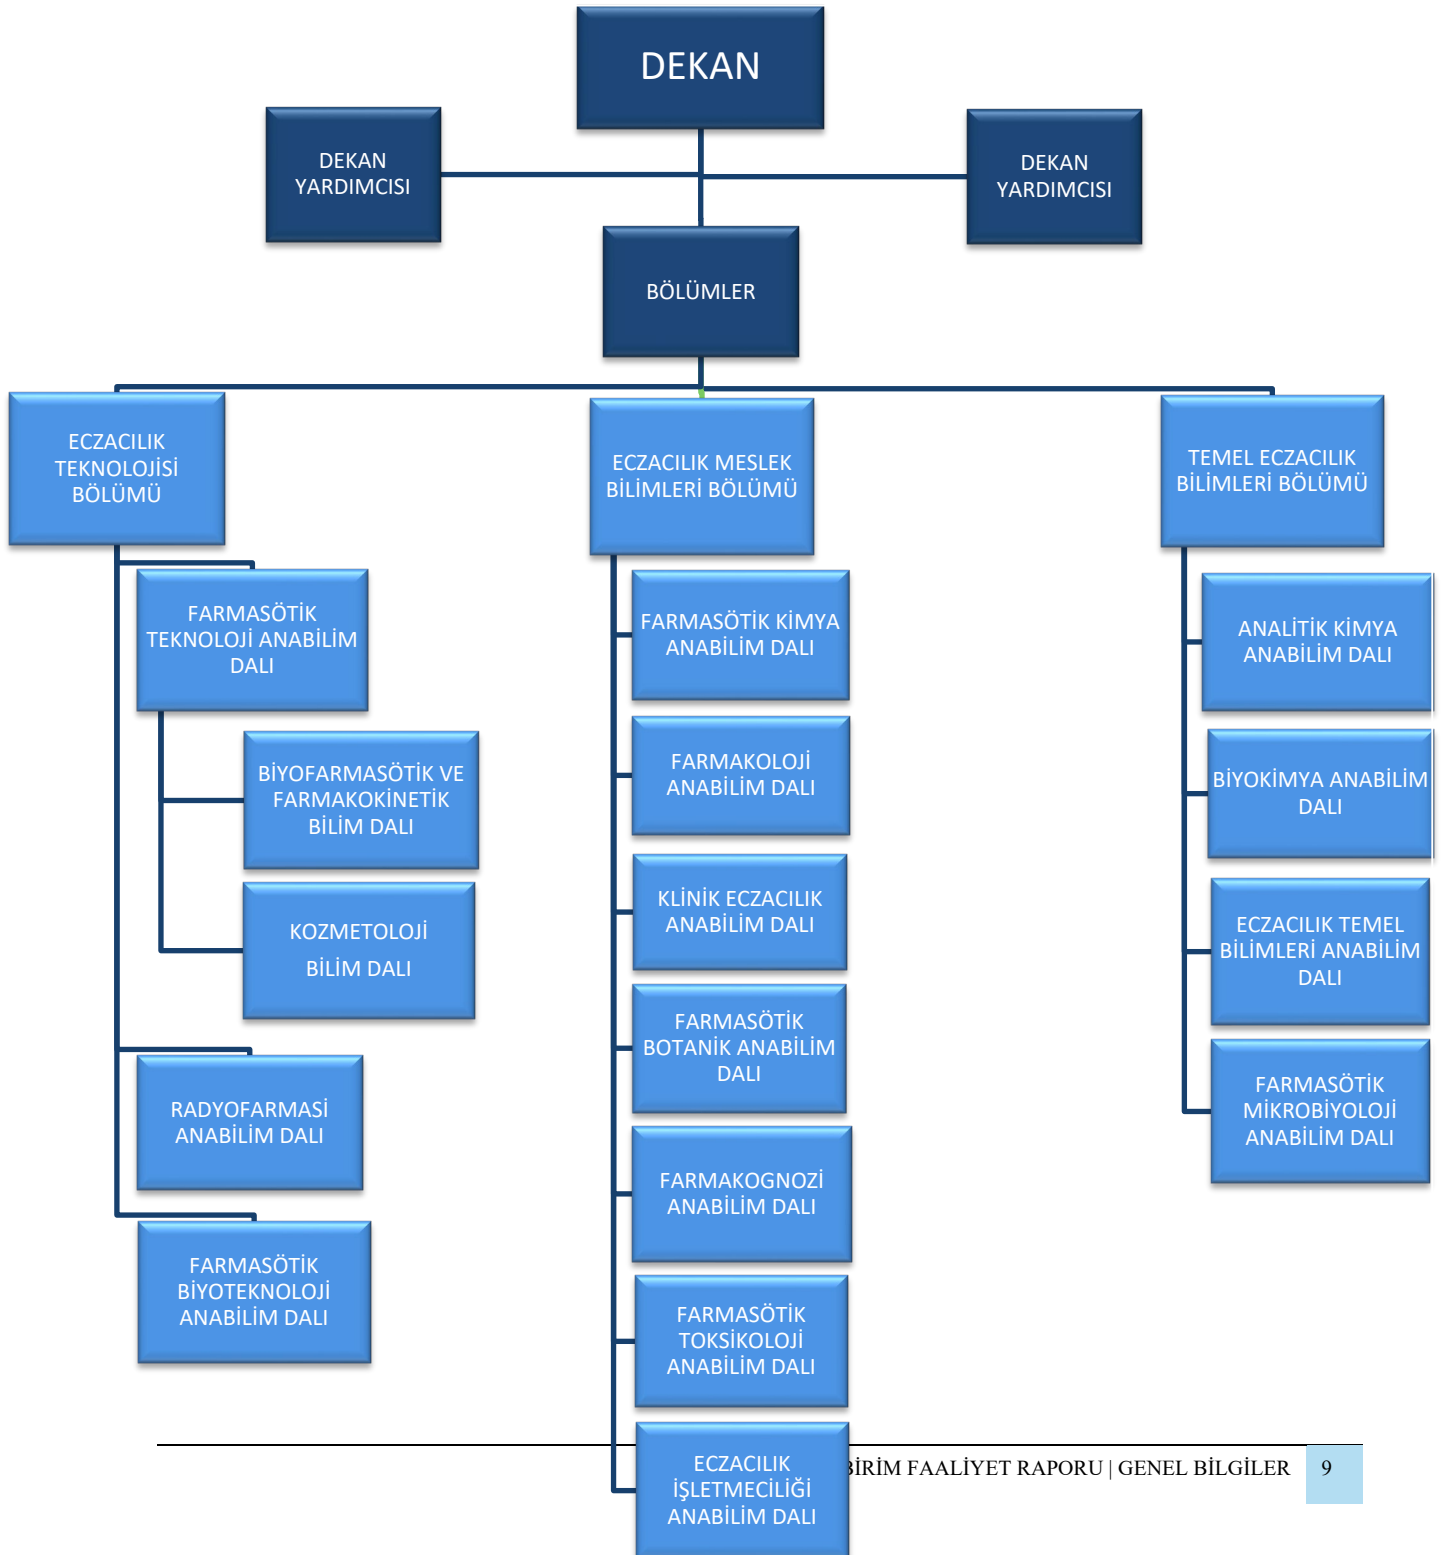 DEKAN
DEKAN
YARDIMCISI
DEKAN
YARDIMCISI
BÖLÜMLER
ECZACILIK
TEKNOLOJİSİ
BÖLÜMÜ
FARMASÖTİK
TEKNOLOJİ ANABİLİM
DALI
BİYOFARMASÖTİK VE
FARMAKOKİNETİK
BİLİM DALI
KOZMETOLOJİ
BİLİM DALI
RADYOFARMASİ
ANABİLİM DALI
FARMASÖTİK
BİYOTEKNOLOJİ
ANABİLİM DALI
ECZACILIK MESLEK
BİLİMLERİ BÖLÜMÜ
FARMASÖTİK KİMYA
ANABİLİM DALI
FARMAKOLOJİ
ANABİLİM DALI
KLİNİK ECZACILIK
ANABİLİM DALI
FARMASÖTİK
BOTANİK ANABİLİM
DALI
FARMAKOGNOZİ
ANABİLİM DALI
FARMASÖTİK
TOKSİKOLOJİ
ANABİLİM DALI
ECZACILIK
İŞLETMECİLİĞİ
ANABİLİM DALI
TEMEL ECZACILIK
BİLİMLERİ BÖLÜMÜ
ANALİTİK KİMYA
ANABİLİM DALI
BİYOKİMYA ANABİLİM
DALI
ECZACILIK TEMEL
BİLİMLERİ ANABİLİM
DALI
FARMASÖTİK
MİKROBİYOLOJİ
ANABİLİM DALI
BİRİM FAALİYET RAPORU | GENEL BİLGİLER 9